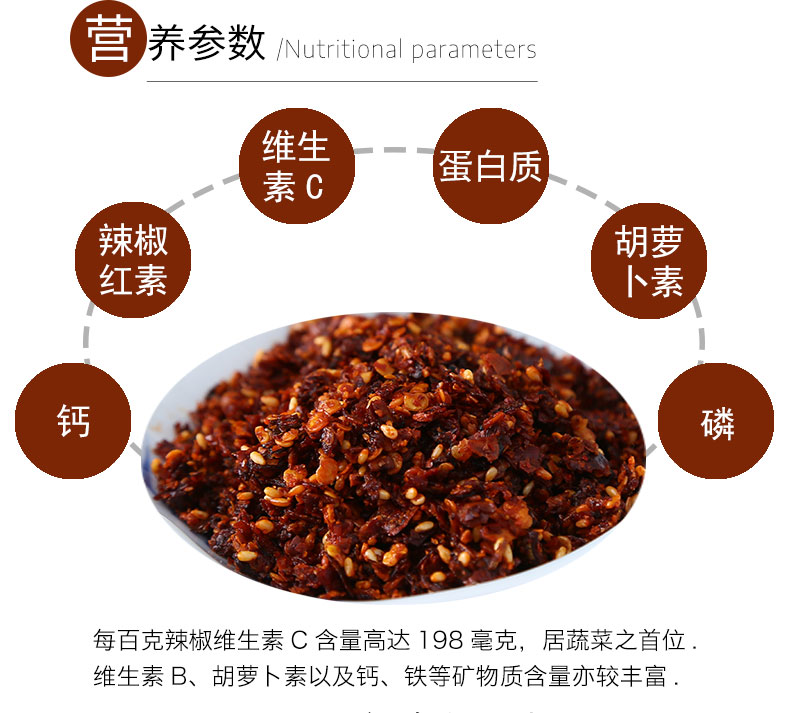 营养参数 /Nutritional parameters
维生
素 C
蛋白质
辣椒
红素
胡萝
卜素
钙
磷
每百克辣椒维生素 C 含量高达 198 毫克，居蔬菜之首位 .
维生素 B、胡萝卜素以及钙、铁等矿物质含量亦较丰富 .